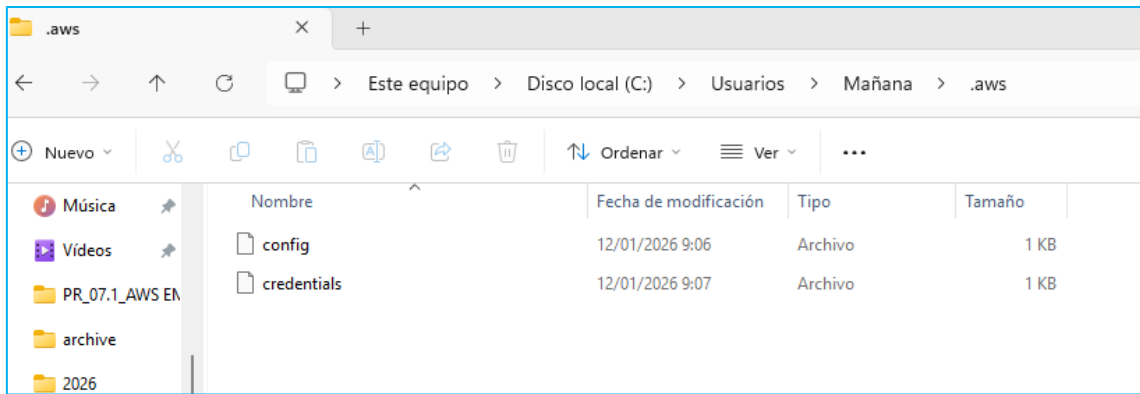 .aws
Este equipo > Disco local (C:) > Usuarios > Mañana > .aws
Nuevo Ordenar Ver ...
Nombre Fecha de modificación Tipo Tamaño
Música
Vídeos
PR_07.1_AWS EN
archive
2026
config 12/01/2026 9:06 Archivo 1 KB
credentials 12/01/2026 9:07 Archivo 1 KB